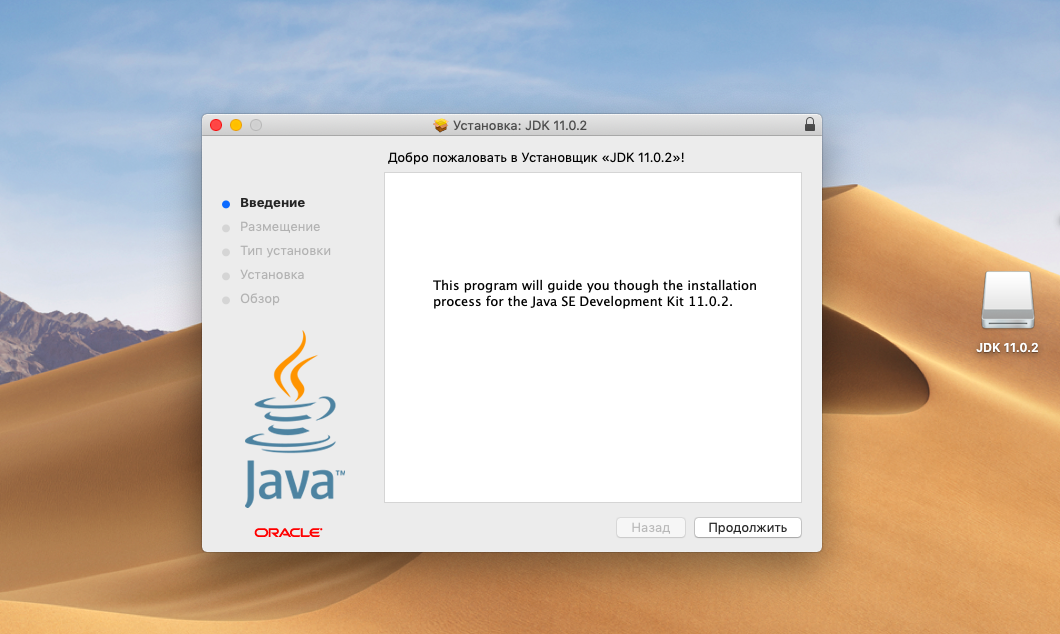 Установка: JDK 11.0.2
Добро пожаловать в Установщик «JDK 11.0.2»!
Введение
Размещение
Тип установки
Установка
Обзор
This program will guide you though the installation
process for the Java SE Development Kit 11.0.2.
JDK 11.0.2
Java™
ORACLE®
Назад
Продолжить